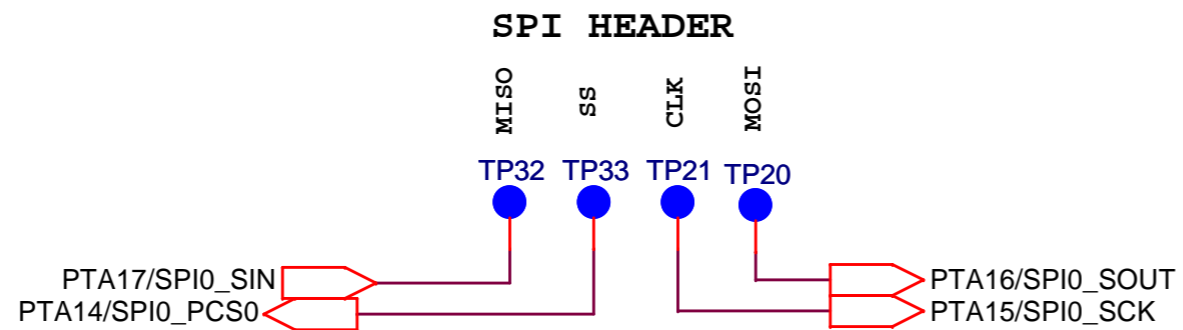 SPI HEADER
MISO
SS
CLK
MOSI
TP32
TP33
TP21
TP20
PTA17/SPI0_SIN
PTA16/SPI0_SOUT
PTA14/SPI0_PCS0
PTA15/SPI0_SCK